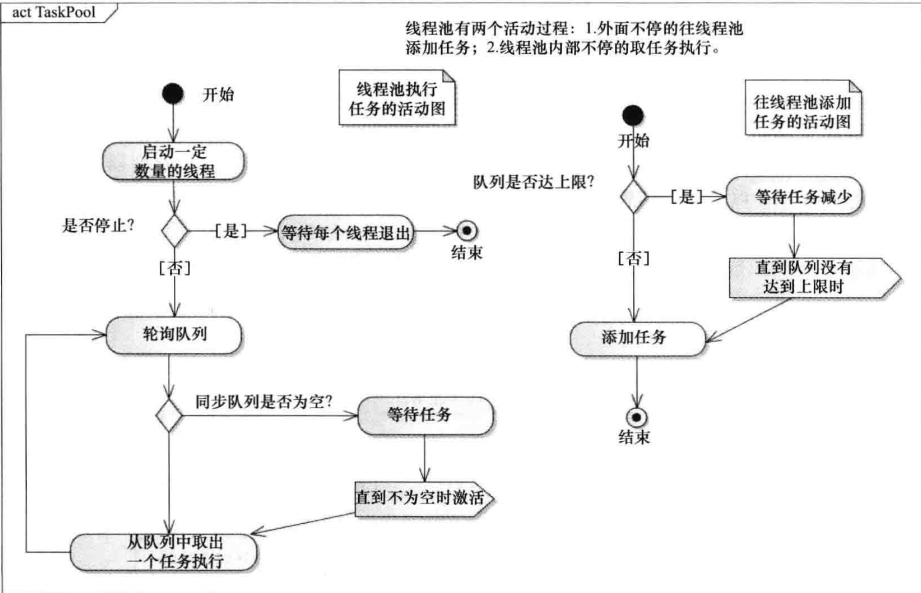 act TaskPool
线程池有两个活动过程：1.外面不停的往线程池
添加任务；2.线程池内部不停的取任务执行。
开始
线程池执行
任务的活动图
往线程池添加
任务的活动图
启动一定
数量的线程
是否停止？
[是]
等待每个线程退出
结束
[否]
轮询队列
同步队列是否为空？
等待任务
直到不为空时激活
从队列中取出
一个任务执行
开始
队列是否达上限？
[是]
等待任务减少
[否]
直到队列没有
达到上限时
添加任务
结束